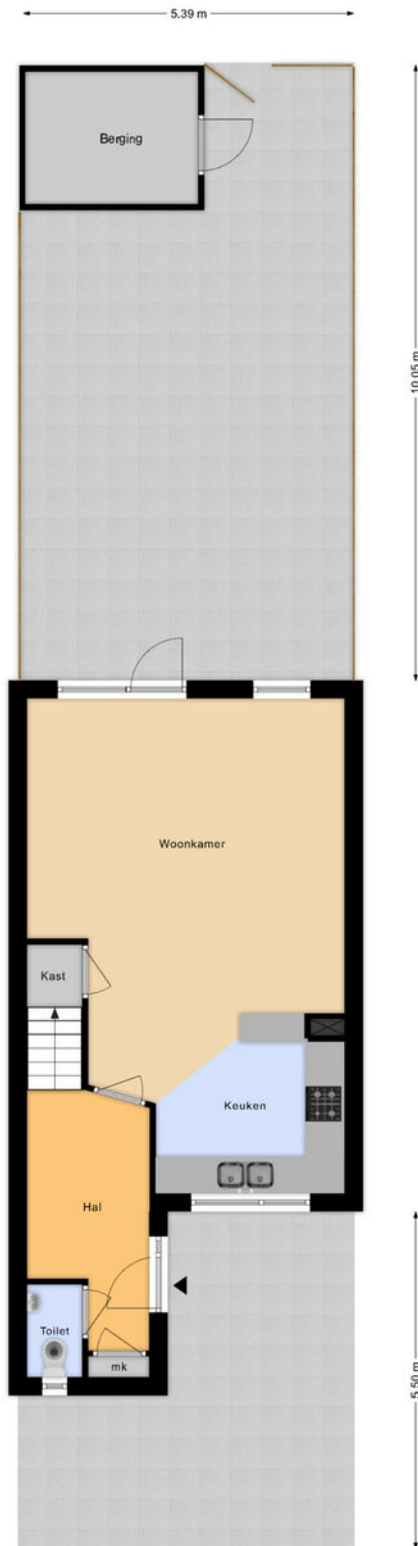 5.39 m
Berging
10.05 m
Woonkamer
Kast
Keuken
Hal
Toilet
mk
5.50 m